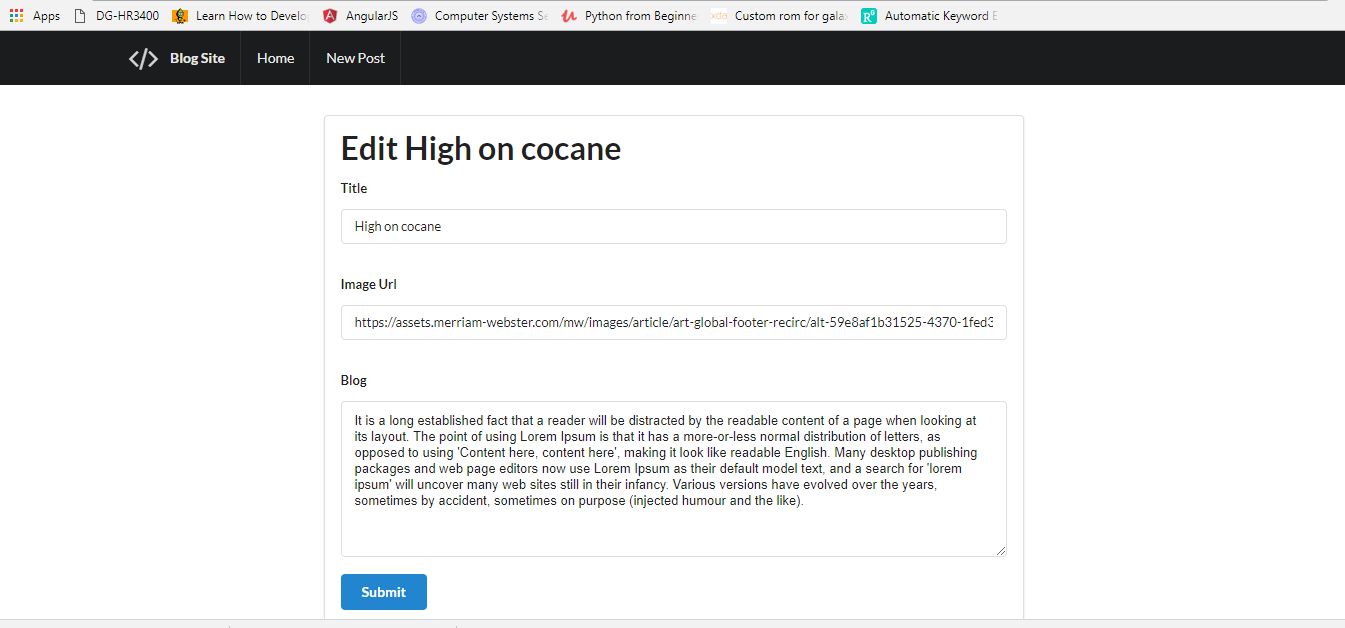 Apps DG-HR3400 Learn How to Develo AngularJS Computer Systems Se Python from Beginne Custom rom for gala Automatic Keyword E
Blog Site Home New Post
Edit High on cocane
Title
High on cocane
Image Url
https://assets.merriam-webster.com/mw/images/article/art-global-footer-recirc/alt-59e8af1b31525-4370-1fed3
Blog
It is a long established fact that a reader will be distracted by the readable content of a page when looking at
its layout. The point of using Lorem Ipsum is that it has a more-or-less normal distribution of letters, as
opposed to using 'Content here, content here', making it look like readable English. Many desktop publishing
packages and web page editors now use Lorem Ipsum as their default model text, and a search for 'lorem
ipsum' will uncover many web sites still in their infancy. Various versions have evolved over the years,
sometimes by accident, sometimes on purpose (injected humour and the like).
Submit